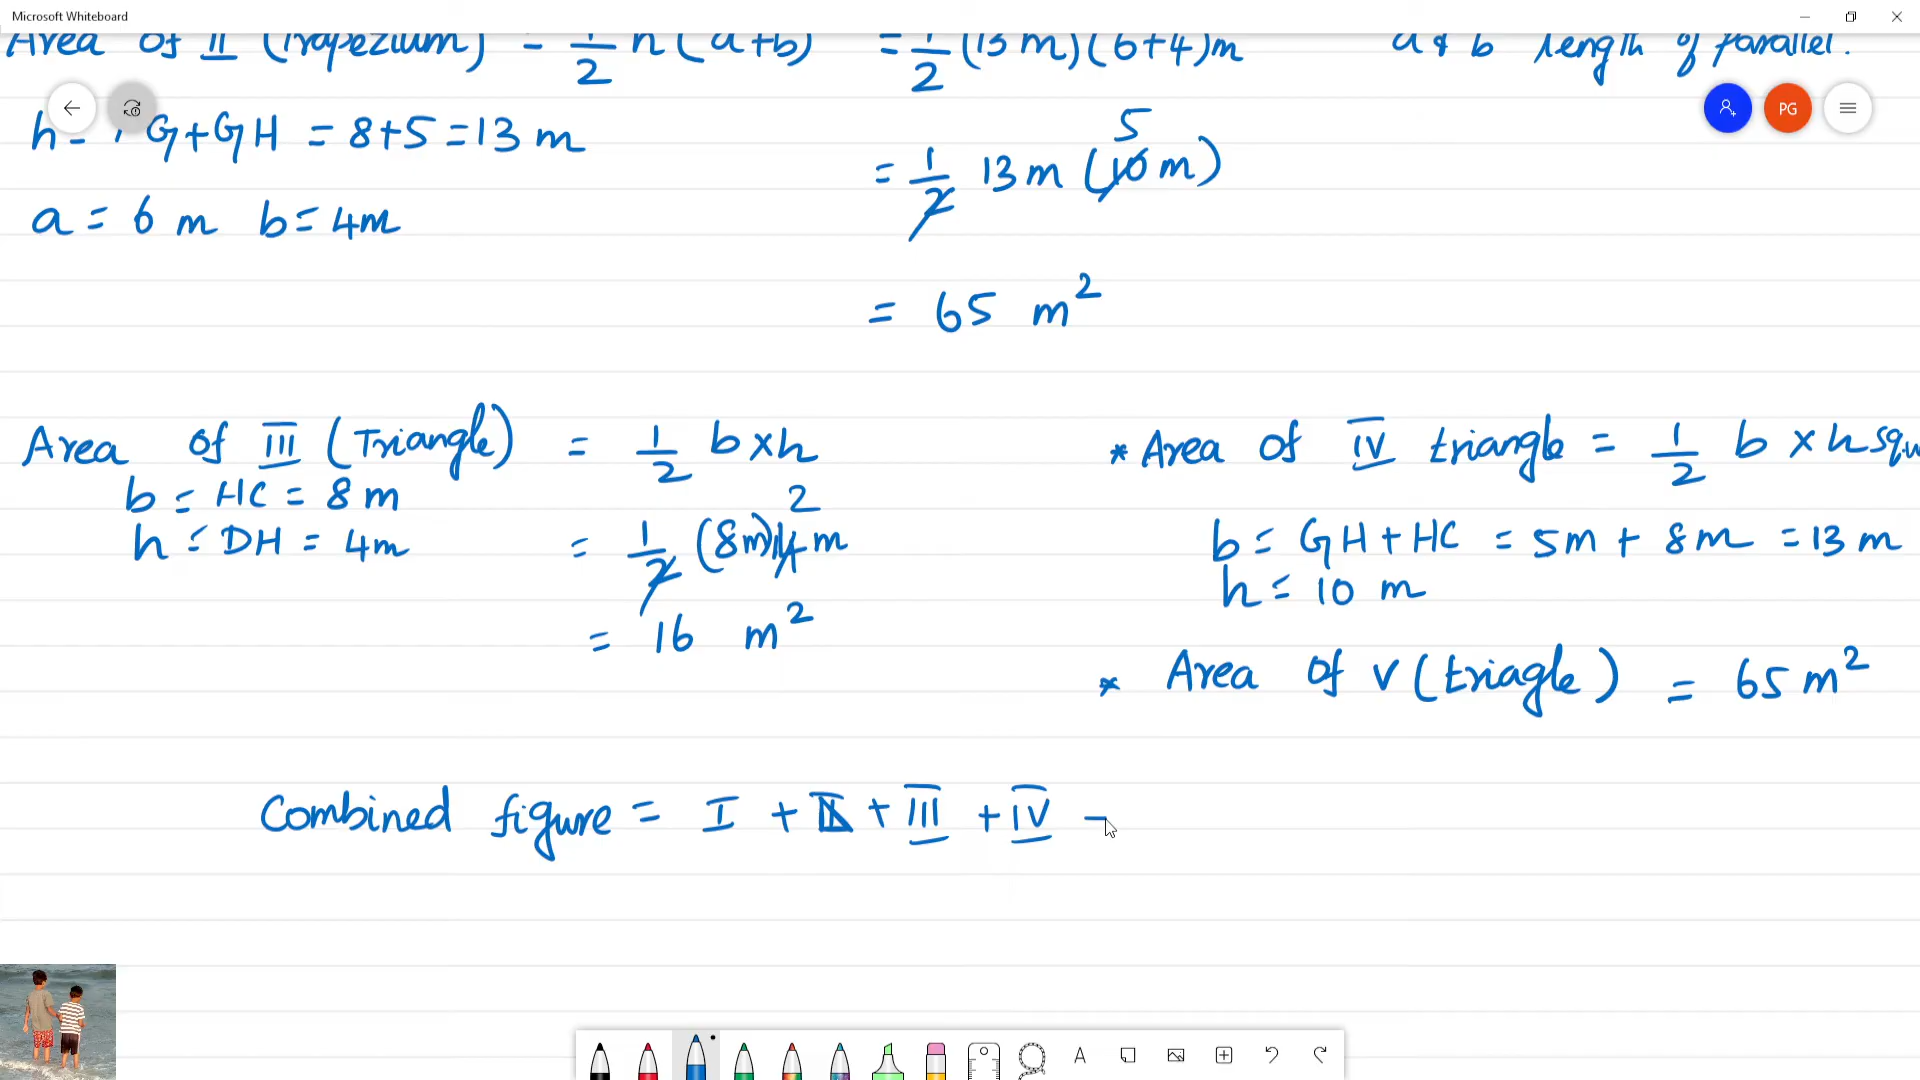 Microsoft Whiteboard
Area of II (Trapezium) = 1/2 h (a+b) = 1/2 (13 m)(6+4)m a & b length of parallel.
h = G+GH = 8+5 = 13 m
a = 6 m b = 4m
5
= 1/2 13m (10 m)
= 65 m²
Area of III (Triangle) = 1/2 b x h
b = HC = 8 m
h = DH = 4m
2
= 1/2 (8m) 4 m
= 16 m²
* Area of IV triangle = 1/2 b x h
b = GH + HC = 5m + 8m = 13 m
h = 10 m
* Area of V (triagle) = 65 m²
Combined figure = I + II + III + IV -
PG
A